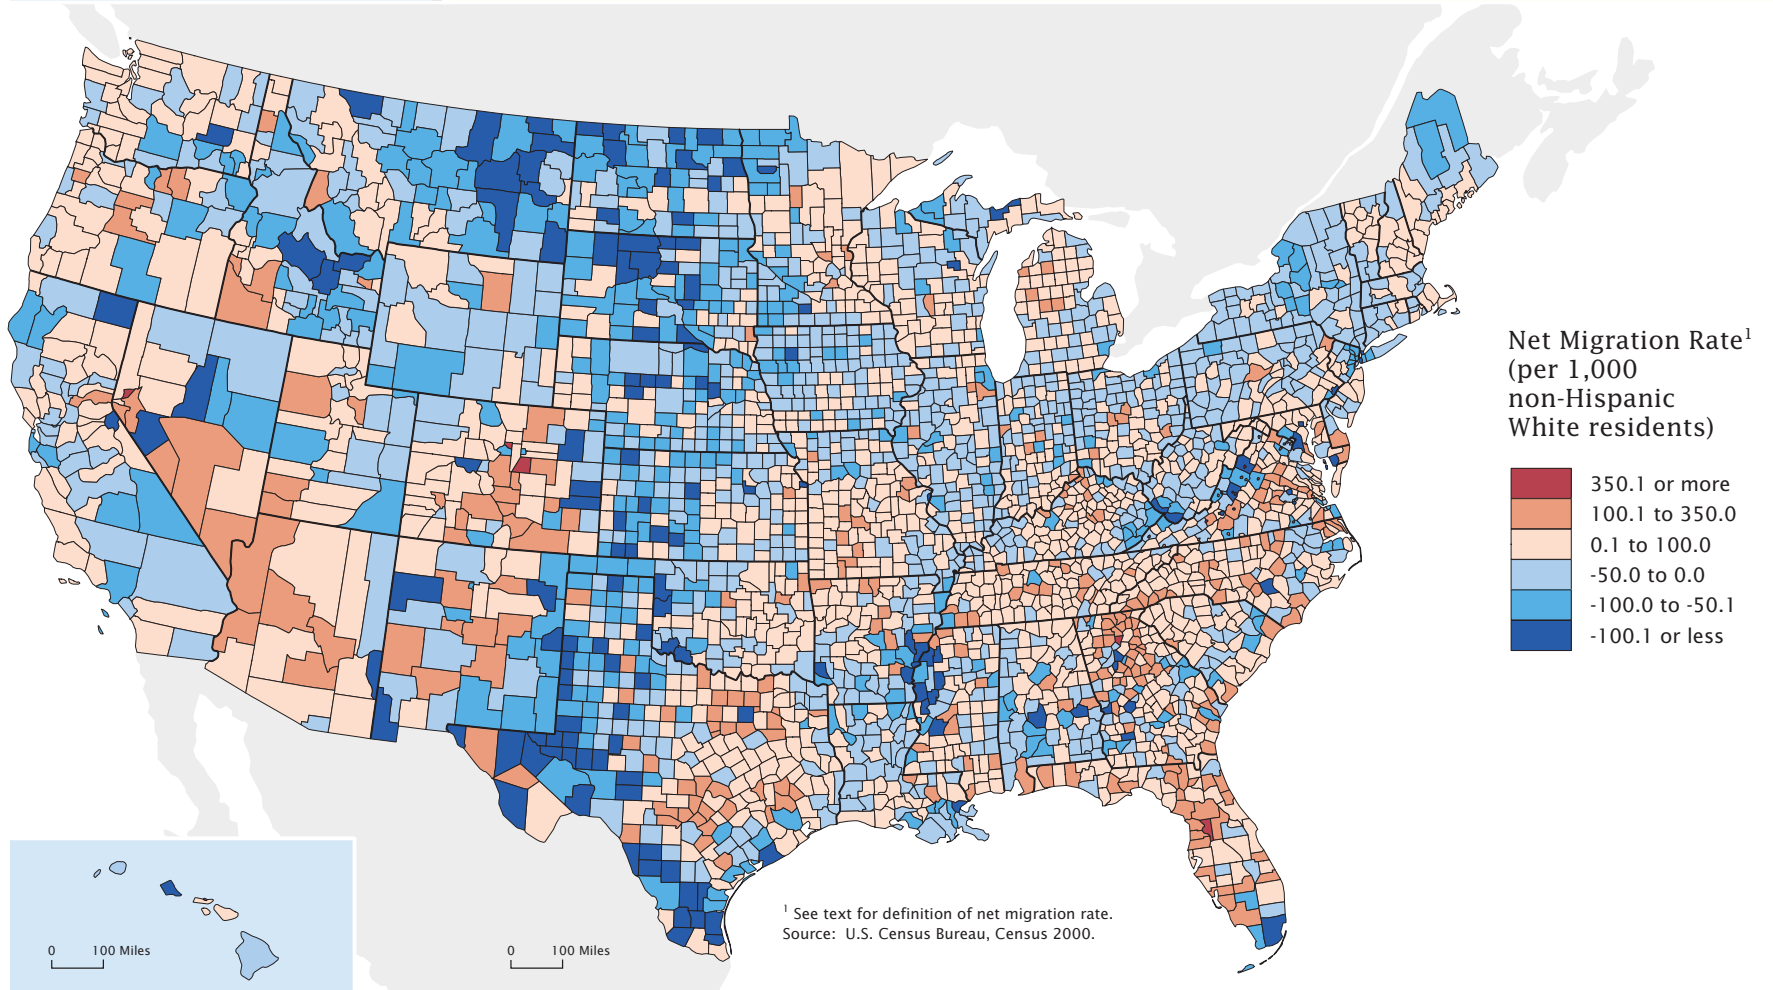 Net Migration Rate¹
(per 1,000
non-Hispanic
White residents)
350.1 or more
100.1 to 350.0
0.1 to 100.0
-50.0 to 0.0
-100.0 to -50.1
-100.1 or less
¹ See text for definition of net migration rate.
Source: U.S. Census Bureau, Census 2000.
0 100 Miles
0 100 Miles